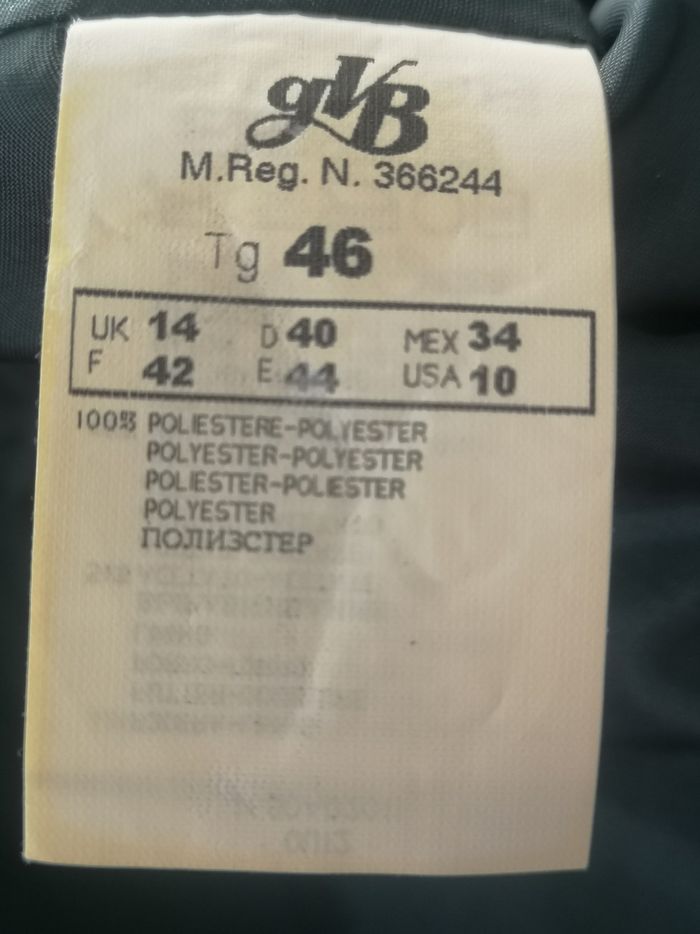 gVB
M.Reg. N. 366244
Tg 46
UK 14 D 40 MEX 34
F 42 E 44 USA 10
100% POLIESTERE-POLYESTER
POLYESTER-POLYESTER
POLIESTER-POLIESTER
POLYESTER
ПОЛИЭСТЕР